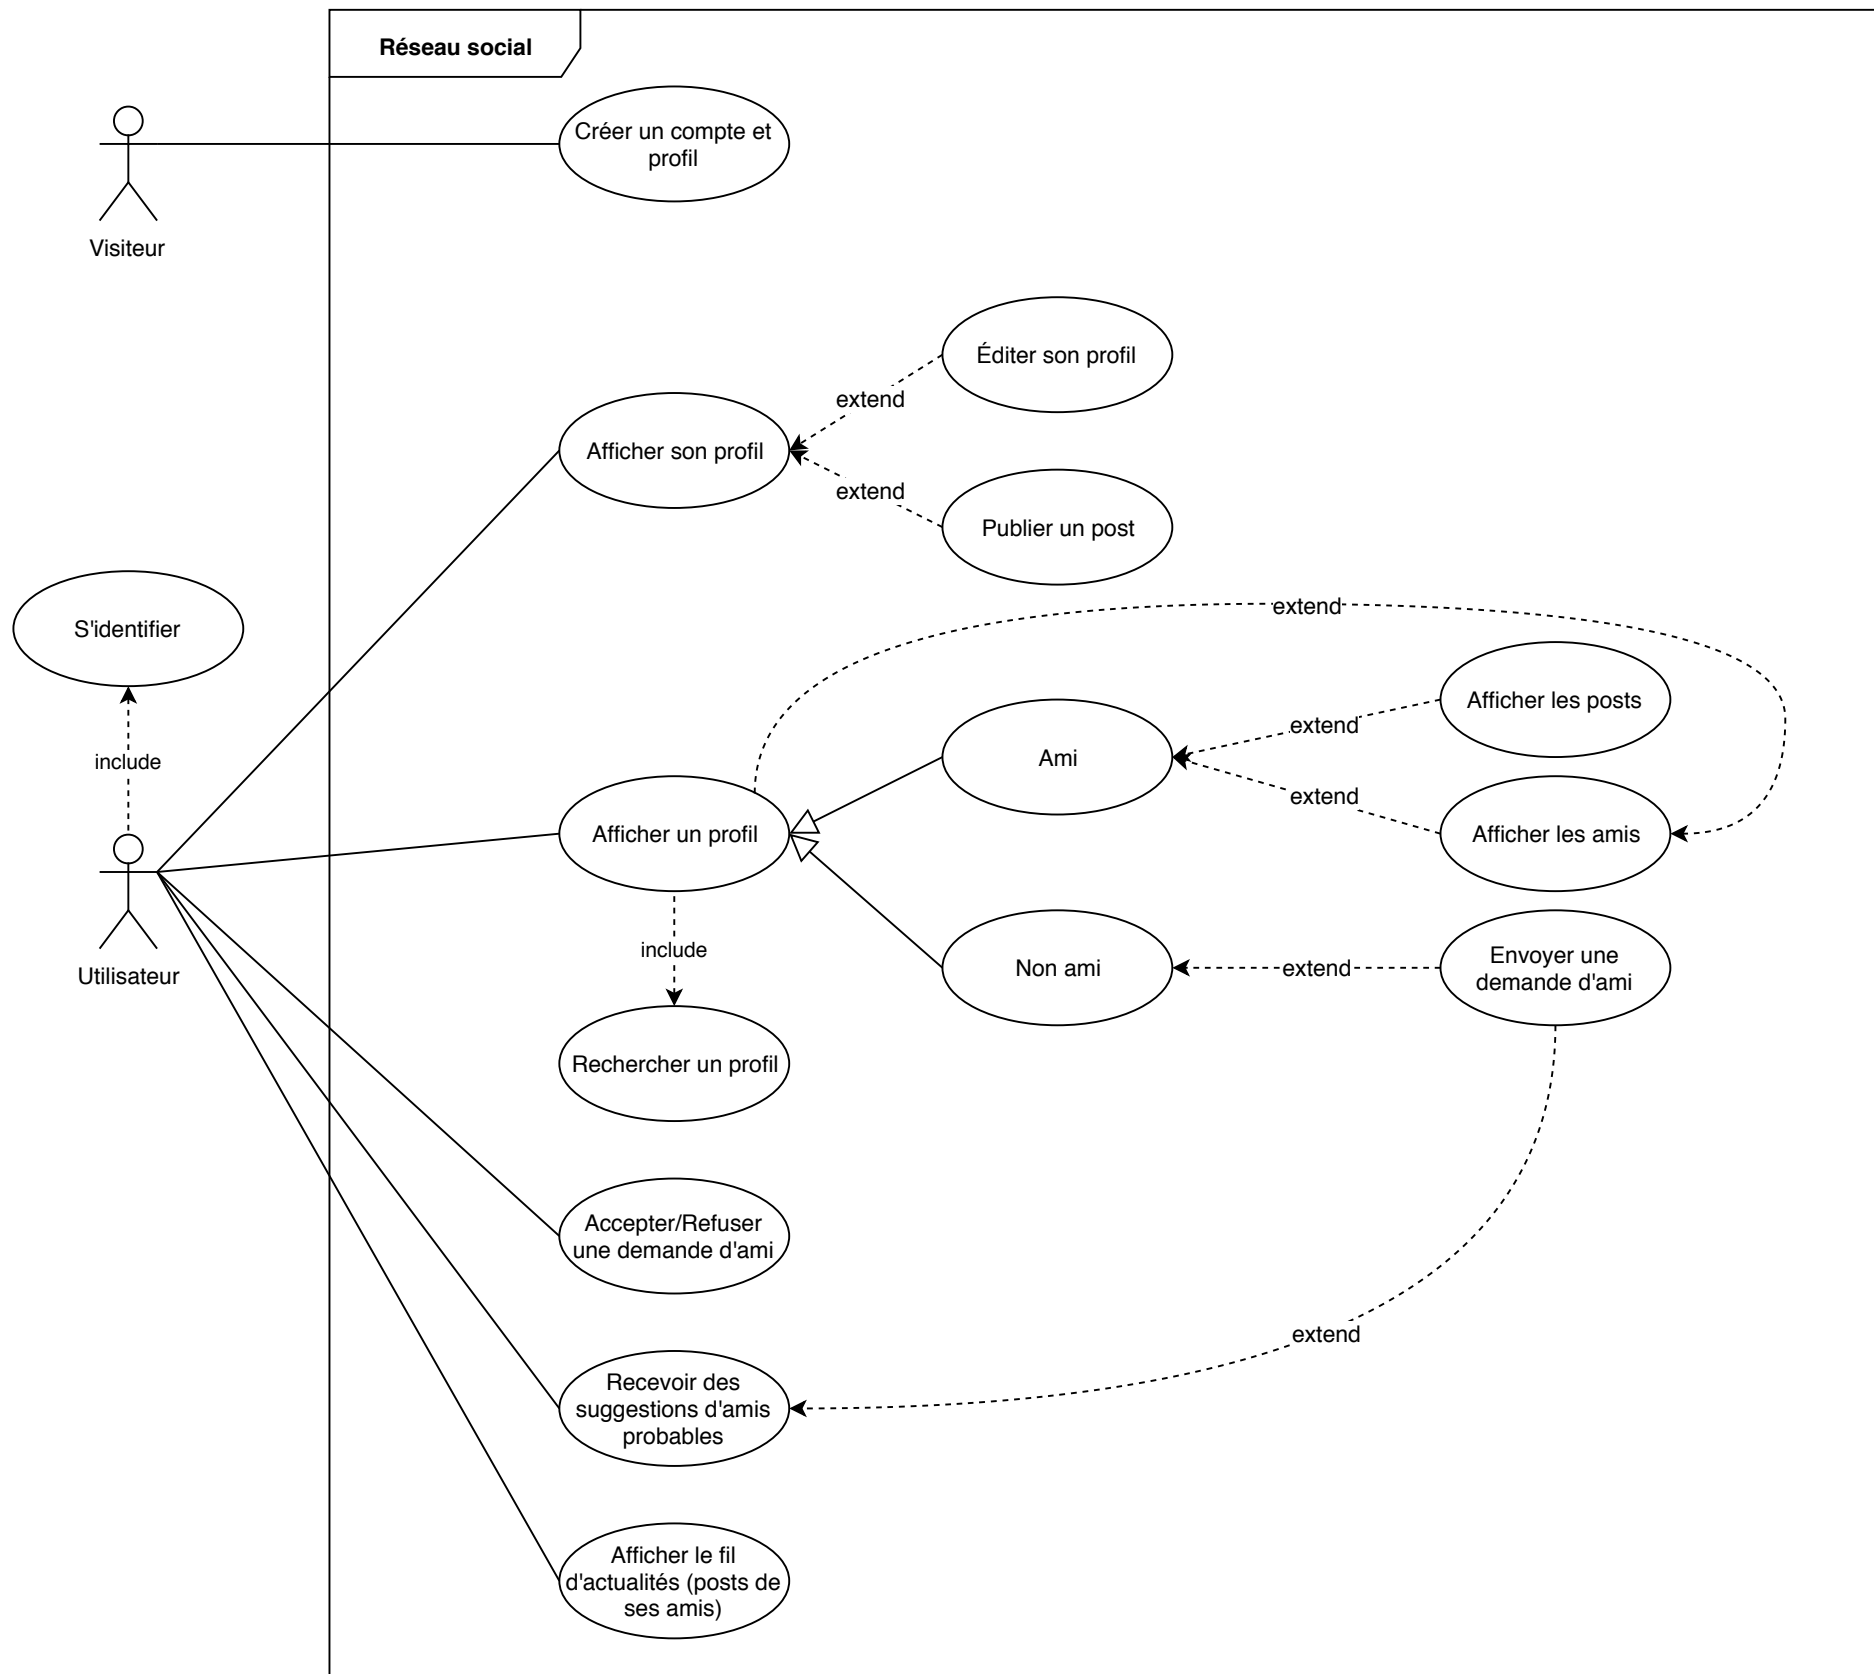 Réseau social
Créer un compte et
profil
Visiteur
Éditer son profil
extend
Afficher son profil
extend
Publier un post
extend
S'identifier
Afficher les posts
extend
Ami
include
extend
Afficher un profil
Afficher les amis
include
Envoyer une
demande d'ami
Non ami
extend
Utilisateur
Rechercher un profil
Accepter/Refuser
une demande d'ami
extend
Recevoir des
suggestions d'amis
probables
Afficher le fil
d'actualités (posts de
ses amis)